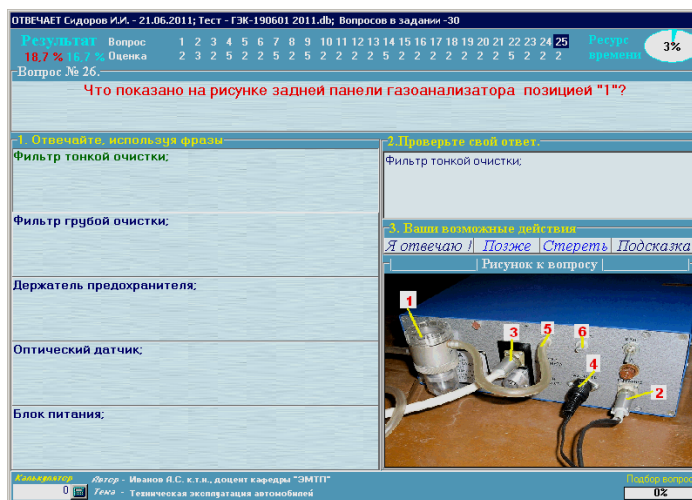 ОТВЕЧАЕТ Сидоров И.И. - 21.06.2011; Тест - ГЭК-190601 2011.db; Вопросов в задании -30
Результат Вопрос 1 2 3 4 5 6 7 8 9 10 11 12 13 14 15 16 17 18 19 20 21 22 23 24 25 Ресурс
18,7 % 16,7 % Оценка 2 3 2 5 2 2 5 2 5 2 2 2 2 5 2 2 2 2 2 2 2 5 2 2 2 времени 3%
Вопрос № 26.
Что показано на рисунке задней панели газоанализатора позицией "1"?
1. Отвечайте, используя фразы
Фильтр тонкой очистки;
Фильтр грубой очистки;
Держатель предохранителя;
Оптический датчик;
Блок питания;
2.Проверьте свой ответ.
Фильтр тонкой очистки;
3. Ваши возможные действия
Я отвечаю ! Позже Стереть Подсказка
Рисунок к вопросу
1
3
5
6
4
2
Калькулятор Автор - Иванов А.С. к.т.н., доцент кафедры "ЭМТП"
0 Тема - Техническая эксплуатация автомобилей
Подбор вопрос
0%